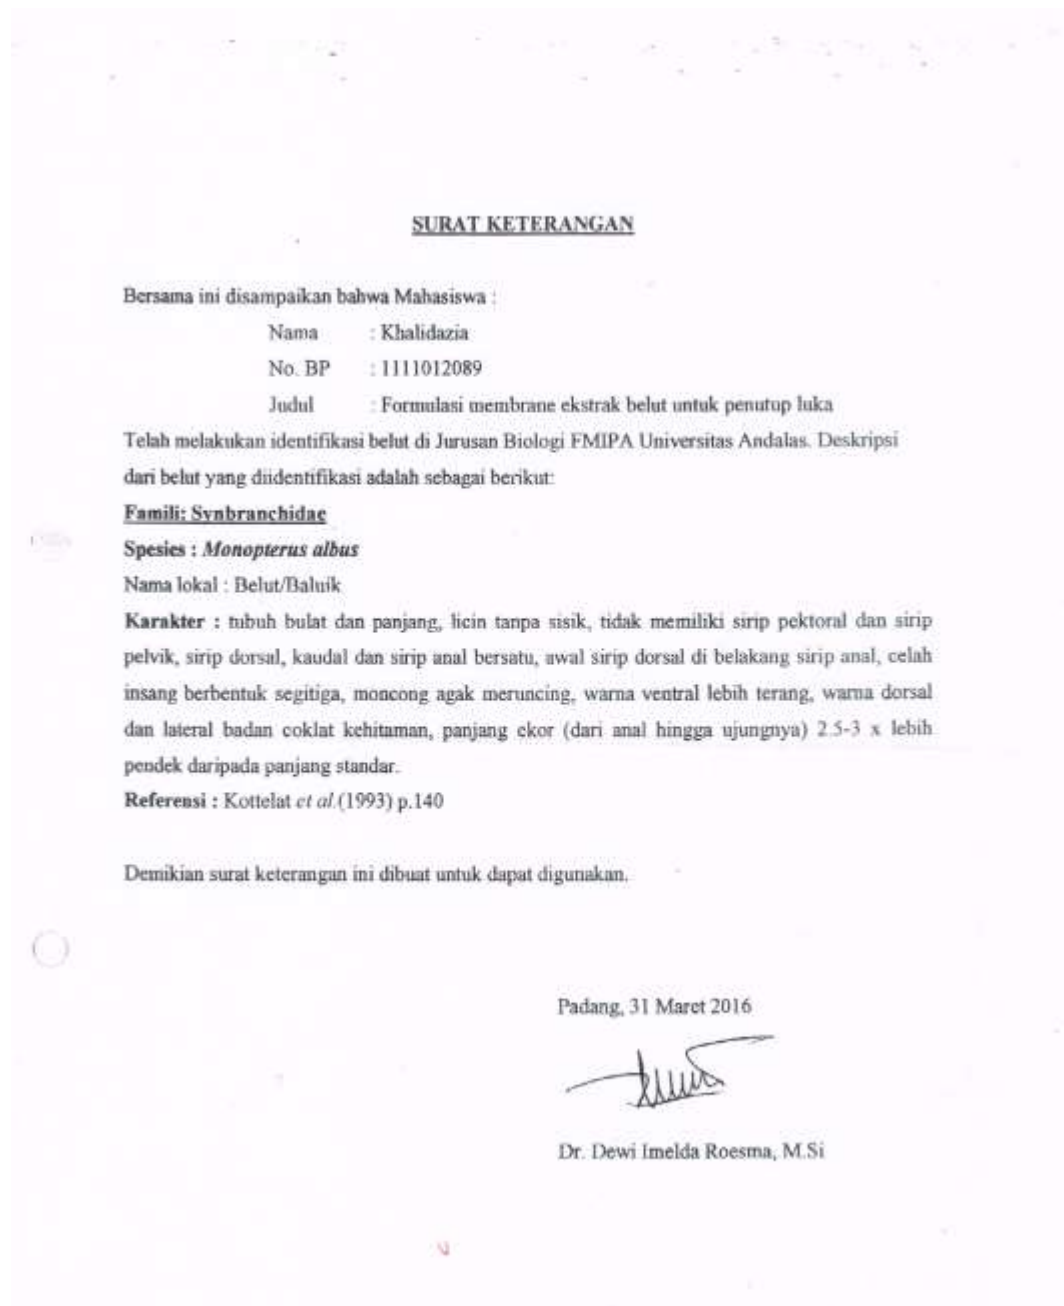 SURAT KETERANGAN
Bersama ini disampaikan bahwa Mahasiswa :
Nama : Khalidazia
No. BP : 1111012089
Judul : Formulasi membrane ekstrak belut untuk penutup luka
Telah melakukan identifikasi belut di Jurusan Biologi FMIPA Universitas Andalas. Deskripsi
dari belut yang diidentifikasi adalah sebagai berikut:
Famili: Synbranchidae
Spesies : Monopterus albus
Nama lokal : Belut/Baluik
Karakter : tubuh bulat dan panjang, licin tanpa sisik, tidak memiliki sirip pektoral dan sirip
pelvik, sirip dorsal, kaudal dan sirip anal bersatu, awal sirip dorsal di belakang sirip anal, celah
insang berbentuk segitiga, moncong agak meruncing, warna ventral lebih terang, warna dorsal
dan lateral badan coklat kehitaman, panjang ekor (dari anal hingga ujungnya) 2.5-3 x lebih
pendek daripada panjang standar.
Referensi : Kottelat et al.(1993) p.140
Demikian surat keterangan ini dibuat untuk dapat digunakan.
Padang, 31 Maret 2016
Dr. Dewi Imelda Roesma, M.Si